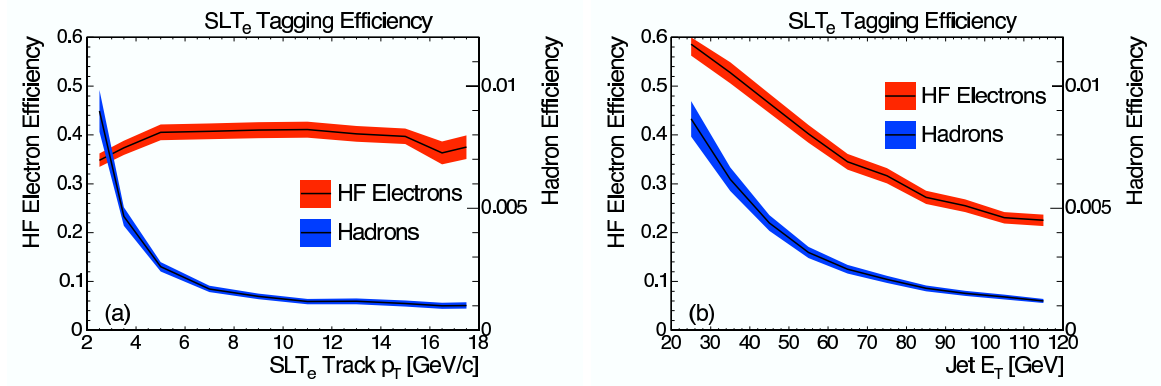 SLTe Tagging Efficiency
HF Electron Efficiency
0.6
0.5
0.4
0.3
0.2
0.1
0
HF Electrons
Hadrons
(a)
0.01
0.005
0
Hadron Efficiency
2 4 6 8 10 12 14 16 18
SLTe Track pT [GeV/c]
SLTe Tagging Efficiency
HF Electron Efficiency
0.6
0.5
0.4
0.3
0.2
0.1
0
HF Electrons
Hadrons
(b)
0.01
0.005
0
Hadron Efficiency
20 30 40 50 60 70 80 90 100 110 120
Jet ET [GeV]